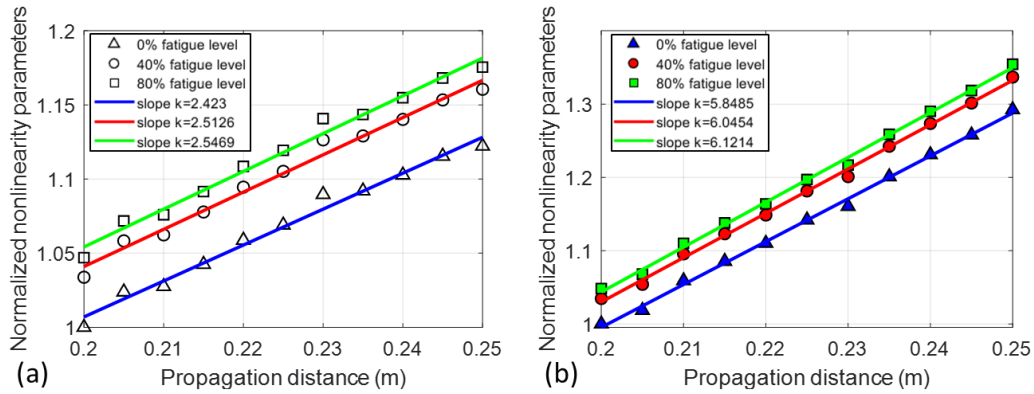 Normalized nonlinearity parameters
1.2
1.15
1.1
1.05
1
0% fatigue level
40% fatigue level
80% fatigue level
slope k=2.423
slope k=2.5126
slope k=2.5469
0.2 0.21 0.22 0.23 0.24 0.25
(a) Propagation distance (m)
Normalized nonlinearity parameters
1.4
1.3
1.2
1.1
1
0% fatigue level
40% fatigue level
80% fatigue level
slope k=5.8485
slope k=6.0454
slope k=6.1214
0.2 0.21 0.22 0.23 0.24 0.25
(b) Propagation distance (m)